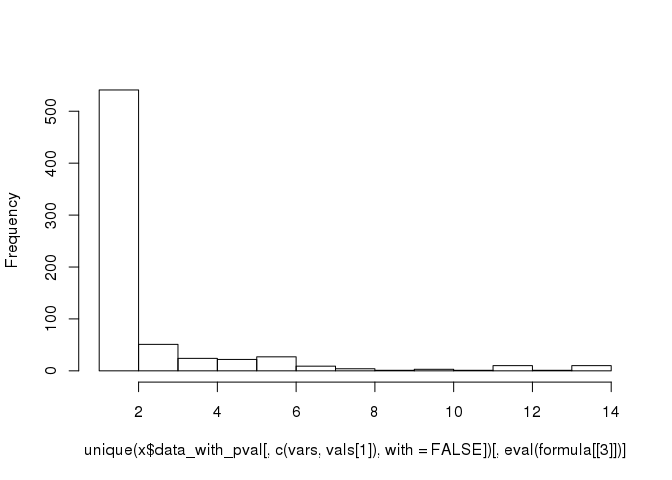 Frequency
500
400
300
200
100
0
2 4 6 8 10 12 14
unique(x$data_with_pval[, c(vars, vals[1]), with = FALSE])[, eval(formula[[3]])]